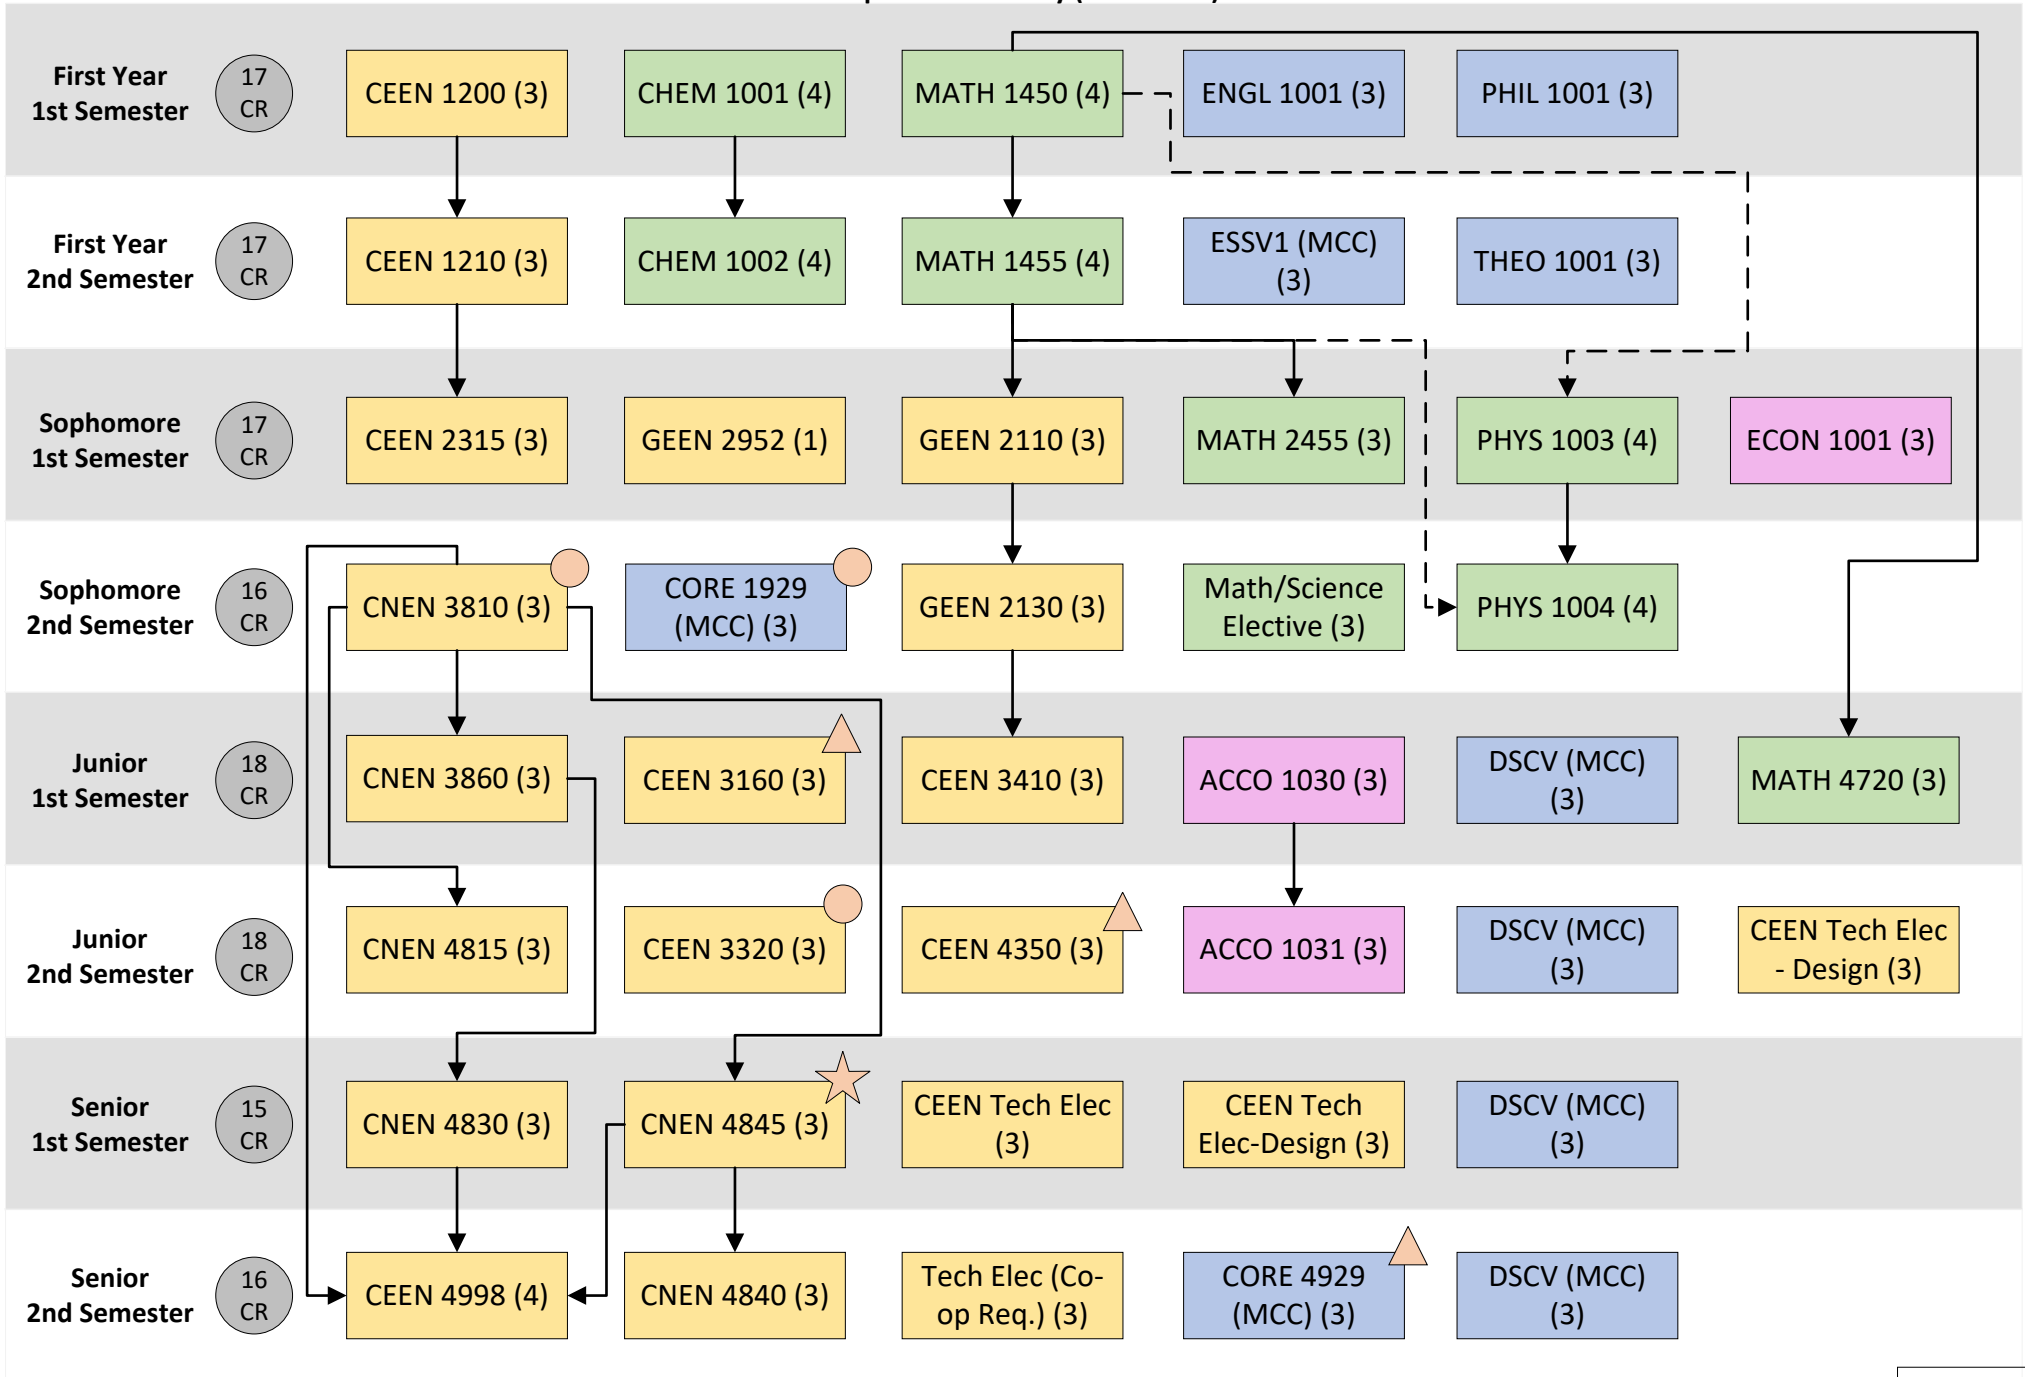 First Year
1st Semester
17
CR
CEEN 1200 (3)
CHEM 1001 (4)
MATH 1450 (4)
ENGL 1001 (3)
PHIL 1001 (3)
First Year
2nd Semester
17
CR
CEEN 1210 (3)
CHEM 1002 (4)
MATH 1455 (4)
ESSV1 (MCC)
(3)
THEO 1001 (3)
Sophomore
1st Semester
17
CR
CEEN 2315 (3)
GEEN 2952 (1)
GEEN 2110 (3)
MATH 2455 (3)
PHYS 1003 (4)
ECON 1001 (3)
Sophomore
2nd Semester
16
CR
CNEN 3810 (3)
CORE 1929
(MCC) (3)
GEEN 2130 (3)
Math/Science
Elective (3)
PHYS 1004 (4)
Junior
1st Semester
18
CR
CNEN 3860 (3)
CEEN 3160 (3)
CEEN 3410 (3)
ACCO 1030 (3)
DSCV (MCC)
(3)
MATH 4720 (3)
Junior
2nd Semester
18
CR
CNEN 4815 (3)
CEEN 3320 (3)
CEEN 4350 (3)
ACCO 1031 (3)
DSCV (MCC)
(3)
CEEN Tech Elec
- Design (3)
Senior
1st Semester
15
CR
CNEN 4830 (3)
CNEN 4845 (3)
CEEN Tech Elec
(3)
CEEN Tech
Elec-Design (3)
DSCV (MCC)
(3)
Senior
2nd Semester
16
CR
CEEN 4998 (4)
CNEN 4840 (3)
Tech Elec (Co-
op Req.) (3)
CORE 4929
(MCC) (3)
DSCV (MCC)
(3)